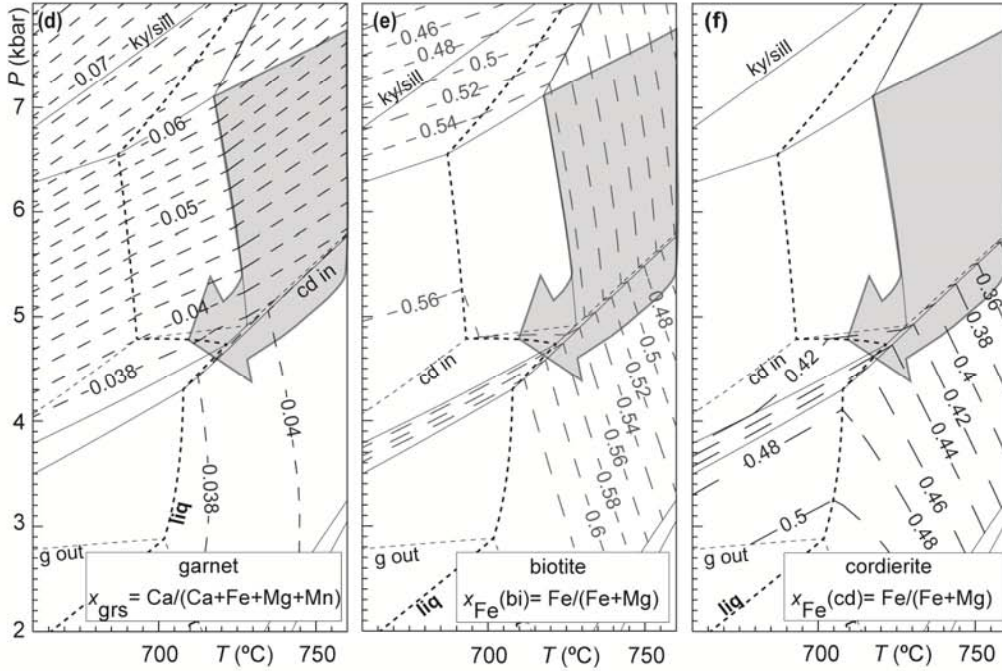 P (kbar)
7
6
5
4
3
2
(d)
ky/sill
0.07
0.06
0.05
0.04
cd in
0.038
0.04
0.038
liq
g out
garnet
xgrs = Ca/(Ca+Fe+Mg+Mn)
700 T (ºC) 750
(e)
0.46
0.48
0.5
0.52
0.54
ky/sill
0.56
cd in
0.48
0.5
0.52
0.54
0.56
0.58
0.6
liq
biotite
xFe(bi)= Fe/(Fe+Mg)
700 T (ºC) 750
(f)
ky/sill
cd in
0.42
0.36
0.38
0.4
0.42
0.44
0.46
0.48
0.48
0.5
g out
liq
cordierite
xFe(cd)= Fe/(Fe+Mg)
700 T (ºC) 750